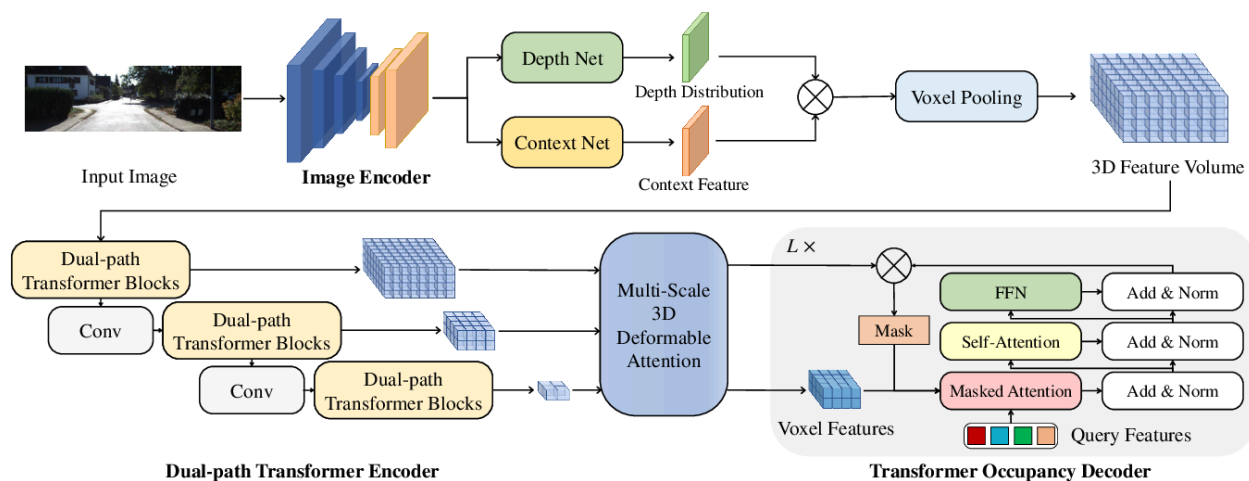 Depth Net
Depth Distribution
Voxel Pooling
Context Net
Input Image
Image Encoder
Context Feature
3D Feature Volume
Dual-path
Transformer Blocks
Conv
Dual-path
Transformer Blocks
Conv
Dual-path
Transformer Blocks
Multi-Scale
3D
Deformable
Attention
L ×
FFN
Add & Norm
Mask
Self-Attention
Add & Norm
Masked Attention
Add & Norm
Voxel Features
Query Features
Dual-path Transformer Encoder
Transformer Occupancy Decoder